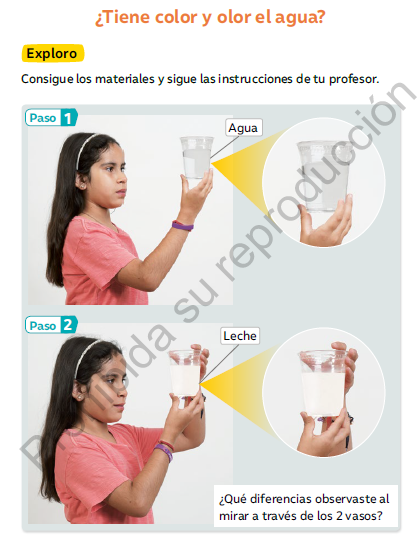 ¿Tiene color y olor el agua?
Exploro
Consigue los materiales y sigue las instrucciones de tu profesor.
Paso 1
Agua
Paso 2
Leche
¿Qué diferencias observaste al
mirar a través de los 2 vasos?
Prohibida su reproducción